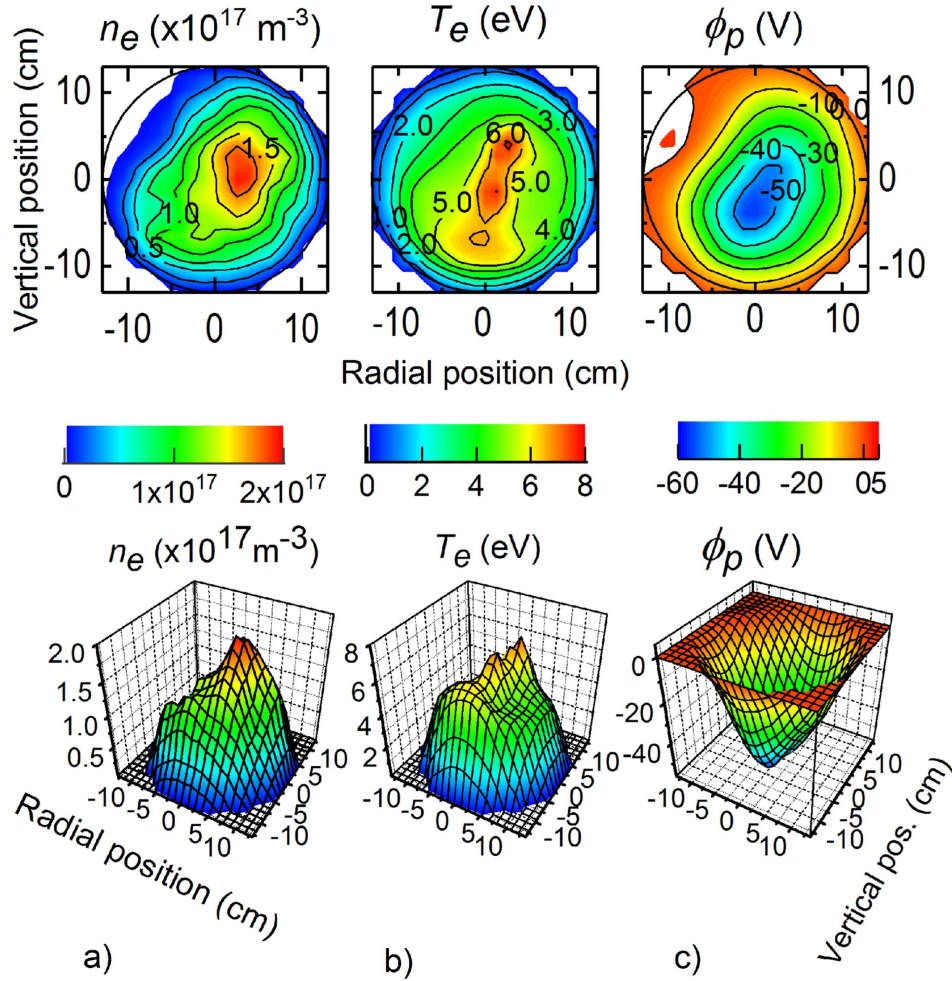 n_e (x10^17 m^-3) T_e (eV) ϕ_p (V)
Vertical position (cm)
10 10
0 0
-10 -10
1.5 1.0 0.5
2.0 3.0 6.0 5.0 5.0 4.0 2.0
-10 0.0 -40 -30 -50
-10 0 10 -10 0 10 -10 0 10
Radial position (cm)
0 1x10^17 2x10^17
0 2 4 6 8
-60 -40 -20 05
n_e (x10^17 m^-3) T_e (eV) ϕ_p (V)
2.0 1.5 1.0 0.5
8 6 4 2
0 -20 -40
-10 -5 0 5 10 -10 -5 0 5 10
-10 -5 0 5 10 -10 -5 0 5 10
-10 -5 0 5 10 -10 -5 0 5 10
Radial position (cm)
Vertical pos. (cm)
a) b) c)